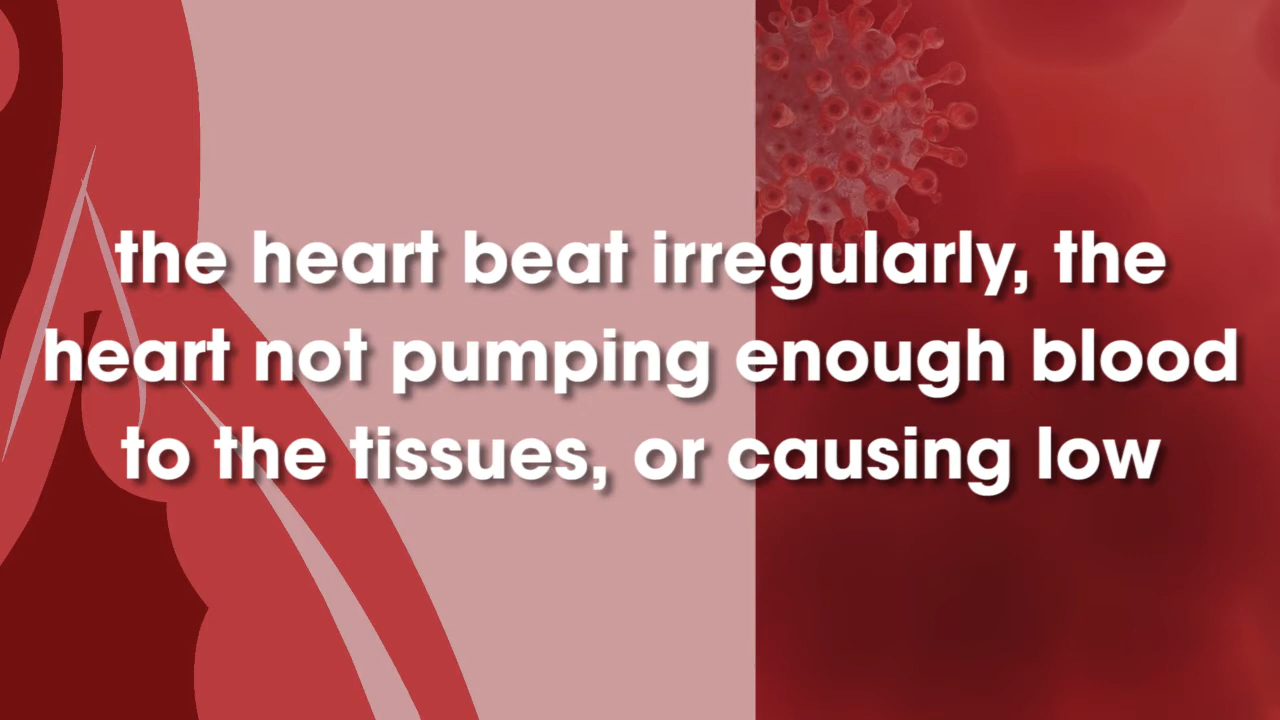 the heart beat irregularly, the
heart not pumping enough blood
to the tissues, or causing low